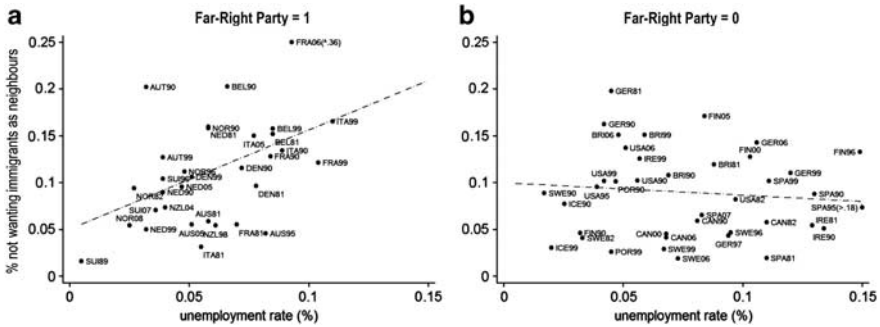 a
Far-Right Party = 1
% not wanting immigrants as neighbours
0.25
0.2
0.15
0.1
0.05
0
FRA06(*.36)
AUT90
BEL90
ITA99
NOR90
NED81
BEL99
BEL81
ITA05
ITA90
AUT99
FRA90
FRA99
NOR96
DEN90
SUI96
DEN99
NED05
DEN81
NOR82
NED90
SUI07
NZL04
NOR08
AUS81
NED99
AUS05
NZL98
FRA81
AUS95
ITA81
SUI89
0
0.05
0.1
0.15
unemployment rate (%)
b
Far-Right Party = 0
0.25
0.2
0.15
0.1
0.05
0
GER81
FIN05
GER90
BRI06
BRI99
USA06
GER06
IRE99
FIN00
FIN96
BRI81
USA99
BRI90
GER99
USA90
SPA99
USA95
POR90
SWE90
SPA90
ICE90
USA82
SPA95(>.18)
SPA07
CAN90
CAN82
IRE81
IRE90
FIN90
SWE82
CAN00
CAN06
SWE96
GER97
ICE99
POR99
SWE99
SWE06
SPA81
0
0.05
0.1
0.15
unemployment rate (%)